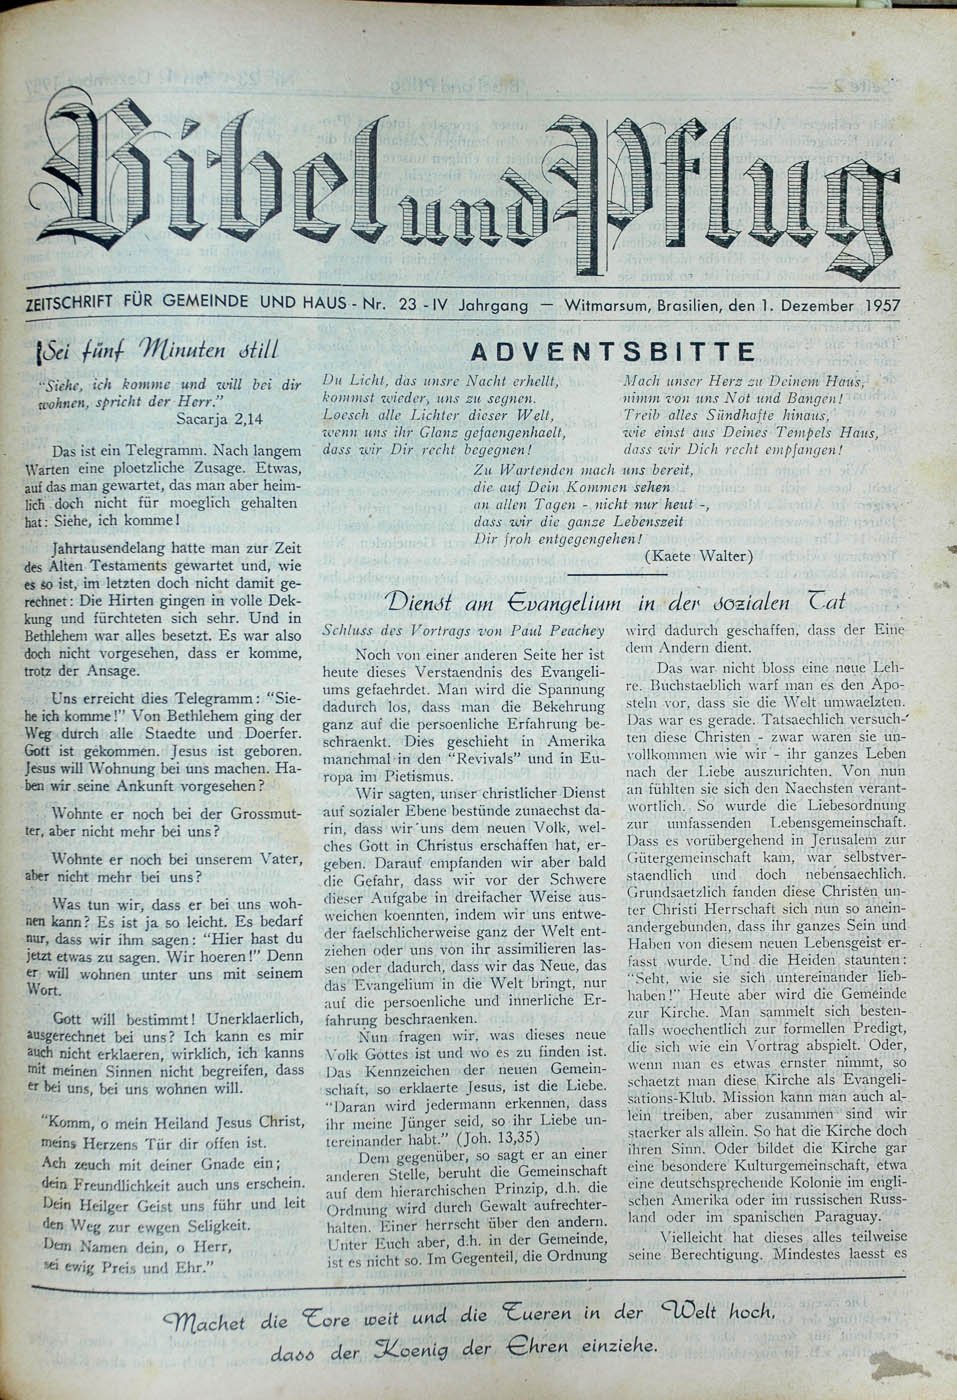 Bibel und Pflug
ZEITSCHRIFT FÜR GEMEINDE UND HAUS - Nr. 23 - IV Jahrgang — Witmarsum, Brasilien, den 1. Dezember 1957
Sei fünf Minuten still
"Siehe, ich komme und will bei dir
wohnen, spricht der Herr."
Sacarja 2,14
Das ist ein Telegramm. Nach langem
Warten eine ploetzliche Zusage. Etwas,
auf das man gewartet, das man aber heim-
lich doch nicht für moeglich gehalten
hat: Siehe, ich komme!
Jahrtausendelang hatte man zur Zeit
des Alten Testaments gewartet und, wie
es so ist, im letzten doch nicht damit ge-
rechnet: Die Hirten gingen in volle Dek-
kung und fürchteten sich sehr. Und in
Bethlehem war alles besetzt. Es war also
doch nicht vorgesehen, dass er komme,
trotz der Ansage.
Uns erreicht dies Telegramm: "Sie-
he ich komme!" Von Bethlehem ging der
Weg durch alle Staedte und Doerfer.
Gott ist gekommen. Jesus ist geboren.
Jesus will Wohnung bei uns machen. Ha-
ben wir seine Ankunft vorgesehen?
Wohnte er noch bei der Grossmut-
ter, aber nicht mehr bei uns?
Wohnte er noch bei unserem Vater,
aber nicht mehr bei uns?
Was tun wir, dass er bei uns woh-
nen kann? Es ist ja so leicht. Es bedarf
nur, dass wir ihm sagen: "Hier hast du
jetzt etwas zu sagen. Wir hoeren!" Denn
er will wohnen unter uns mit seinem
Wort.
Gott will bestimmt! Unerklaerlich,
ausgerechnet bei uns? Ich kann es mir
auch nicht erklaeren, wirklich, ich kanns
mit meinen Sinnen nicht begreifen, dass
er bei uns, bei uns wohnen will.
"Komm, o mein Heiland Jesus Christ,
meins Herzens Tür dir offen ist.
Ach zeuch mit deiner Gnade ein;
dein Freundlichkeit auch uns erschein.
Dein Heilger Geist uns führ und leit
den Weg zur ewgen Seligkeit.
Dem Namen dein, o Herr,
sei ewig Preis und Ehr."
ADVENTSBITTE
Du Licht, das unsre Nacht erhellt,
kommst wieder, uns zu segnen.
Loesch alle Lichter dieser Welt,
wenn uns ihr Glanz gefaengenhaelt,
dass wir Dir recht begegnen!
Mach unser Herz zu Deinem Haus,
nimm von uns Not und Bangen!
Treib alles Sündhafte hinaus,
wie einst aus Deines Tempels Haus,
dass wir Dich recht empfangen!
Zu Wartenden mach uns bereit,
die auf Dein Kommen sehen
an allen Tagen - nicht nur heut -,
dass wir die ganze Lebenszeit
Dir froh entgegengehen!
(Kaete Walter)
Dienst am Evangelium in der sozialen Tat
Schluss des Vortrags von Paul Peachey
Noch von einer anderen Seite her ist
heute dieses Verstaendnis des Evangeli-
ums gefaehrdet. Man wird die Spannung
dadurch los, dass man die Bekehrung
ganz auf die persoenliche Erfahrung be-
schraenkt. Dies geschieht in Amerika
manchmal in den "Revivals" und in Eu-
ropa im Pietismus.
Wir sagten, unser christlicher Dienst
auf sozialer Ebene bestünde zunaechst da-
rin, dass wir uns dem neuen Volk, wel-
ches Gott in Christus erschaffen hat, er-
geben. Darauf empfanden wir aber bald
die Gefahr, dass wir vor der Schwere
dieser Aufgabe in dreifacher Weise aus-
weichen koennten, indem wir uns entwe-
der faelschlicherweise ganz der Welt ent-
ziehen oder uns von ihr assimilieren las-
sen oder dadurch, dass wir das Neue, das
das Evangelium in die Welt bringt, nur
auf die persoenliche und innerliche Er-
fahrung beschraenken.
Nun fragen wir, was dieses neue
Volk Gottes ist und wo es zu finden ist.
Das Kennzeichen der neuen Gemein-
schaft, so erklaerte Jesus, ist die Liebe.
"Daran wird jedermann erkennen, dass
ihr meine Jünger seid, so ihr Liebe un-
tereinander habt." (Joh. 13,35)
Dem gegenüber, so sagt er an einer
anderen Stelle, beruht die Gemeinschaft
auf dem hierarchischen Prinzip, d.h. die
Ordnung wird durch Gewalt aufrechter-
halten. Einer herrscht über den andern.
Unter Euch aber, d.h. in der Gemeinde,
ist es nicht so. Im Gegenteil, die Ordnung
wird dadurch geschaffen, dass der Eine
dem Andern dient.
Das war nicht bloss eine neue Leh-
re. Buchstaeblich warf man es den Apo-
steln vor, dass sie die Welt umwaelzten.
Das war es gerade. Tatsaechlich versuch-
ten diese Christen - zwar waren sie un-
vollkommen wie wir - ihr ganzes Leben
nach der Liebe auszurichten. Von nun
an fühlten sie sich den Naechsten verant-
wortlich. So wurde die Liebesordnung
zur umfassenden Lebensgemeinschaft.
Dass es vorübergehend in Jerusalem zur
Gütergemeinschaft kam, war selbstver-
staendlich und doch nebensaechlich.
Grundsaetzlich fanden diese Christen un-
ter Christi Herrschaft sich nun so anein-
andergebunden, dass ihr ganzes Sein und
Haben von diesem neuen Lebensgeist er-
fasst wurde. Und die Heiden staunten:
"Seht, wie sie sich untereinander lieb-
haben!" Heute aber wird die Gemeinde
zur Kirche. Man sammelt sich besten-
falls woechentlich zur formellen Predigt,
die sich wie ein Vortrag abspielt. Oder,
wenn man es etwas ernster nimmt, so
schaetzt man diese Kirche als Evangeli-
sations-Klub. Mission kann man auch al-
lein treiben, aber zusammen sind wir
staerker als allein. So hat die Kirche doch
ihren Sinn. Oder bildet die Kirche gar
eine besondere Kulturgemeinschaft, etwa
eine deutschsprechende Kolonie im engli-
schen Amerika oder im russischen Russ-
land oder im spanischen Paraguay.
Vielleicht hat dieses alles teilweise
seine Berechtigung. Mindestes laesst es
Machet die Tore weit und die Tueren in der Welt hoch,
dass der Koenig der Ehren einziehe.